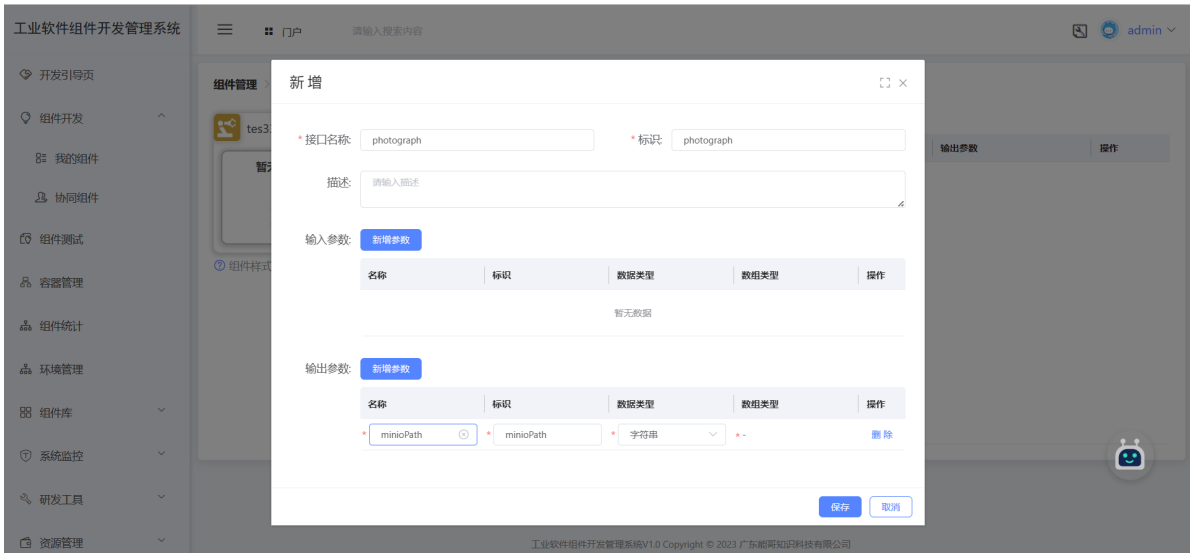 工业软件组件开发管理系统
门户
请输入搜索内容
admin
开发引导页
组件开发
我的组件
协同组件
组件测试
容器管理
组件统计
环境管理
组件库
系统监控
研发工具
资源管理
组件管理
tes3
暂
组件样式
输出参数 操作
新增
* 接口名称: photograph * 标识: photograph
描述: 请输入描述
输入参数: 新增参数
名称 标识 数据类型 数组类型 操作
暂无数据
输出参数: 新增参数
名称 标识 数据类型 数组类型 操作
* minioPath * minioPath * 字符串 * - 删除
保存 取消
工业软件组件开发管理系统V1.0 Copyright © 2023 广东能哥知识科技有限公司